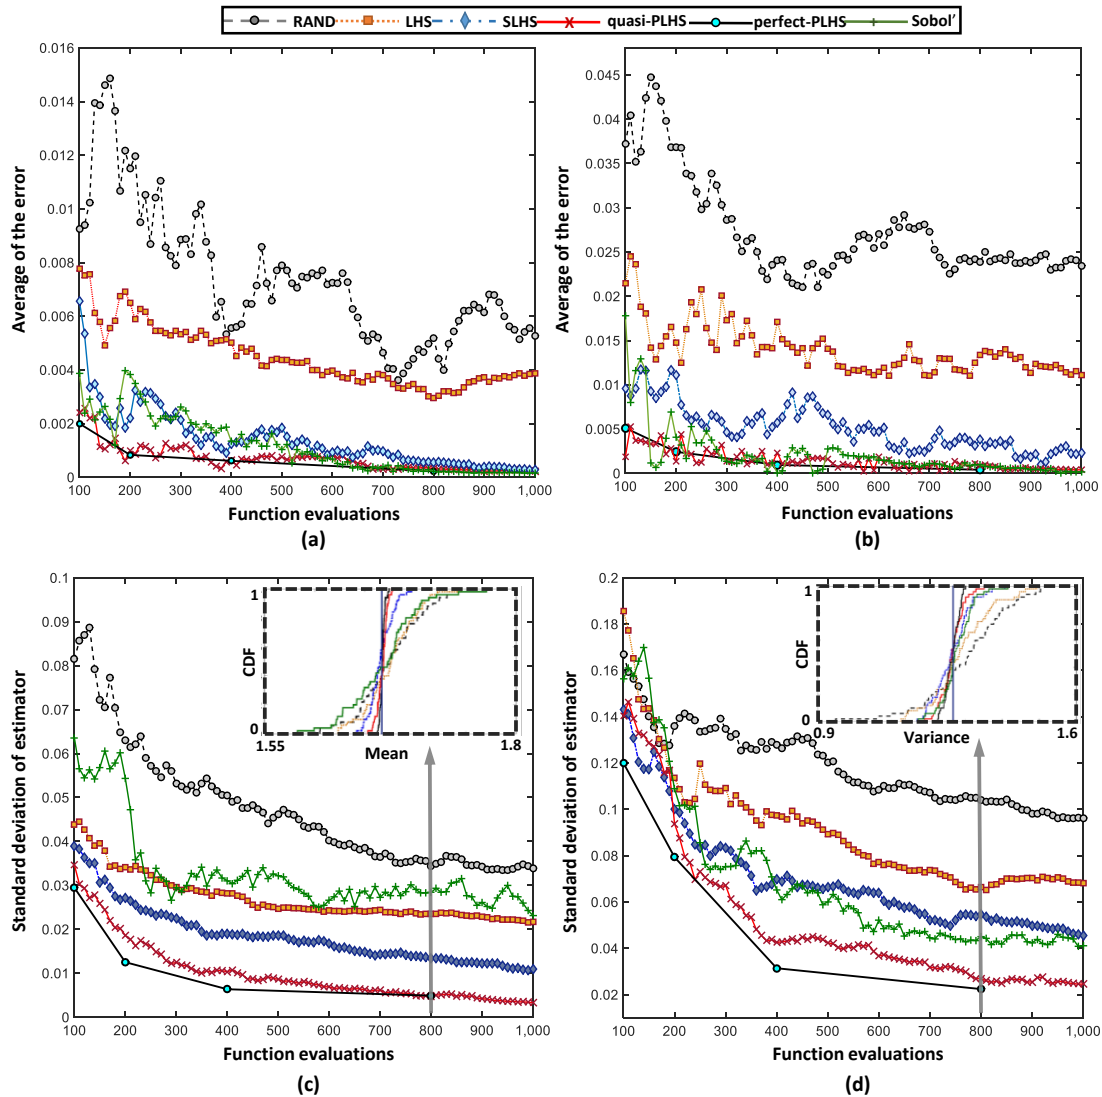 RAND LHS SLHS quasi-PLHS perfect-PLHS Sobol′
0.016
0.014
0.012
0.01
0.008
0.006
0.004
0.002
0
Average of the error
100 200 300 400 500 600 700 800 900 1,000
Function evaluations
(a)
0.045
0.04
0.035
0.03
0.025
0.02
0.015
0.01
0.005
0
Average of the error
100 200 300 400 500 600 700 800 900 1,000
Function evaluations
(b)
0.1
0.09
0.08
0.07
0.06
0.05
0.04
0.03
0.02
0.01
0
Standard deviation of estimator
1
CDF
0
1.55 Mean 1.8
100 200 300 400 500 600 700 800 900 1,000
Function evaluations
(c)
0.2
0.18
0.16
0.14
0.12
0.1
0.08
0.06
0.04
0.02
Standard deviation of estimator
1
CDF
0
0.9 Variance 1.6
100 200 300 400 500 600 700 800 900 1,000
Function evaluations
(d)